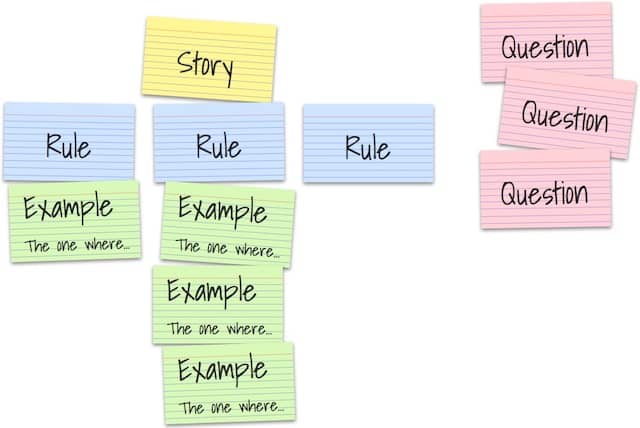 Story
Rule
Rule
Rule
Example
The one where...
Example
The one where...
Example
The one where...
Example
The one where...
Question
Question
Question